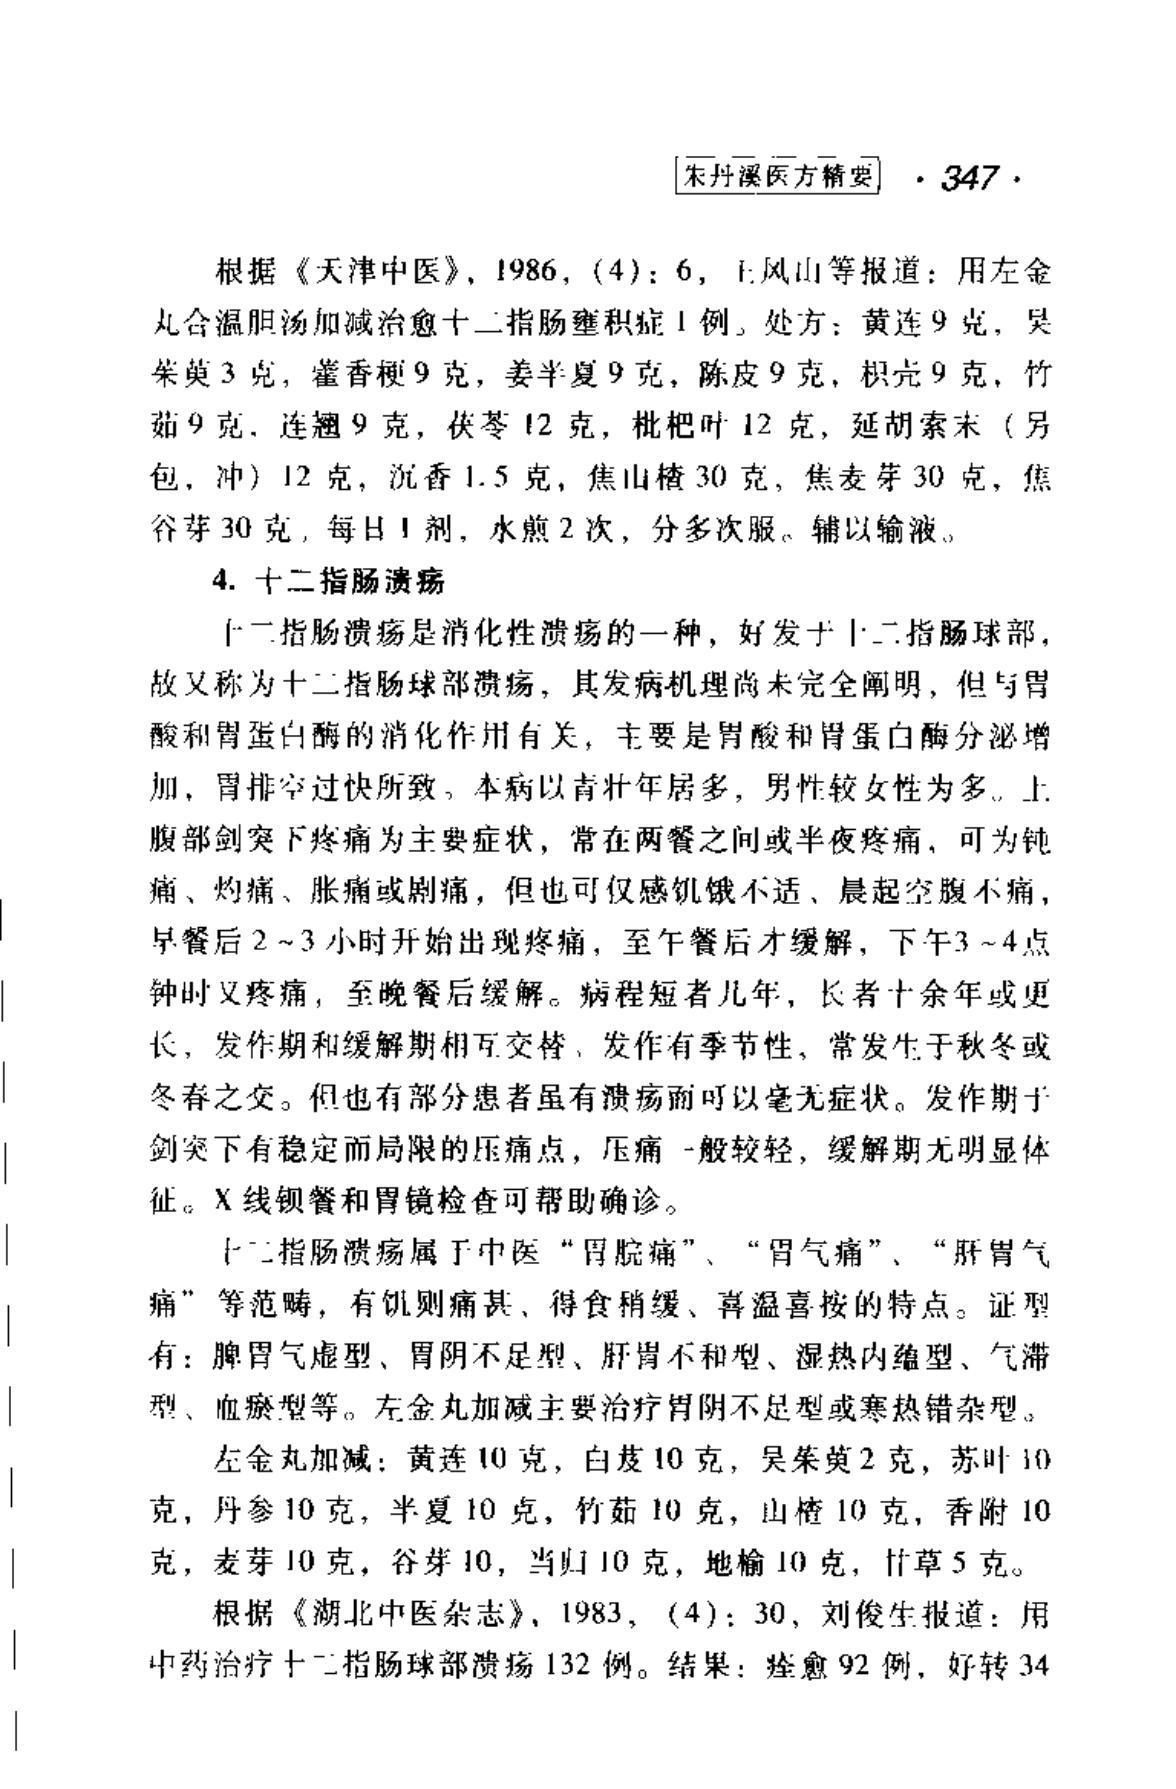 朱丹溪医方精要 · 347 ·
根据《天津中医》，1986，（4）：6，王风山等报道：用左金
丸合温胆汤加减治愈十二指肠壅积症1例。处方：黄连9克，吴
茱萸3克，藿香梗9克，姜半夏9克，陈皮9克，枳壳9克，竹
茹9克，连翘9克，茯苓12克，枇杷叶12克，延胡索末（另
包，冲）12克，沉香1.5克，焦山楂30克，焦麦芽30克，焦
谷芽30克，每日1剂，水煎2次，分多次服。辅以输液。
4. 十二指肠溃疡
十二指肠溃疡是消化性溃疡的一种，好发于十二指肠球部，
故又称为十二指肠球部溃疡，其发病机理尚未完全阐明，但与胃
酸和胃蛋白酶的消化作用有关，主要是胃酸和胃蛋白酶分泌增
加，胃排空过快所致。本病以青壮年居多，男性较女性为多。上
腹部剑突下疼痛为主要症状，常在两餐之间或半夜疼痛，可为钝
痛、灼痛、胀痛或剧痛，但也可仅感饥饿不适、晨起空腹不痛，
早餐后2~3小时开始出现疼痛，至午餐后才缓解，下午3~4点
钟时又疼痛，至晚餐后缓解。病程短者几年，长者十余年或更
长，发作期和缓解期相互交替、发作有季节性，常发生于秋冬或
冬春之交。但也有部分患者虽有溃疡而可以毫无症状。发作期于
剑突下有稳定而局限的压痛点，压痛一般较轻，缓解期无明显体
征。X线钡餐和胃镜检查可帮助确诊。
十二指肠溃疡属于中医“胃脘痛”、“胃气痛”、“肝胃气
痛”等范畴，有饥则痛甚、得食稍缓、喜温喜按的特点。证型
有：脾胃气虚型、胃阴不足型、肝胃不和型、湿热内蕴型、气滞
型、血瘀型等。左金丸加减主要治疗胃阴不足型或寒热错杂型。
左金丸加减：黄连10克，白芨10克，吴茱萸2克，苏叶10
克，丹参10克，半夏10克，竹茹10克，山楂10克，香附10
克，麦芽10克，谷芽10，当归10克，地榆10克，甘草5克。
根据《湖北中医杂志》，1983，（4）：30，刘俊生报道：用
中药治疗十二指肠球部溃疡132例。结果：痊愈92例，好转34